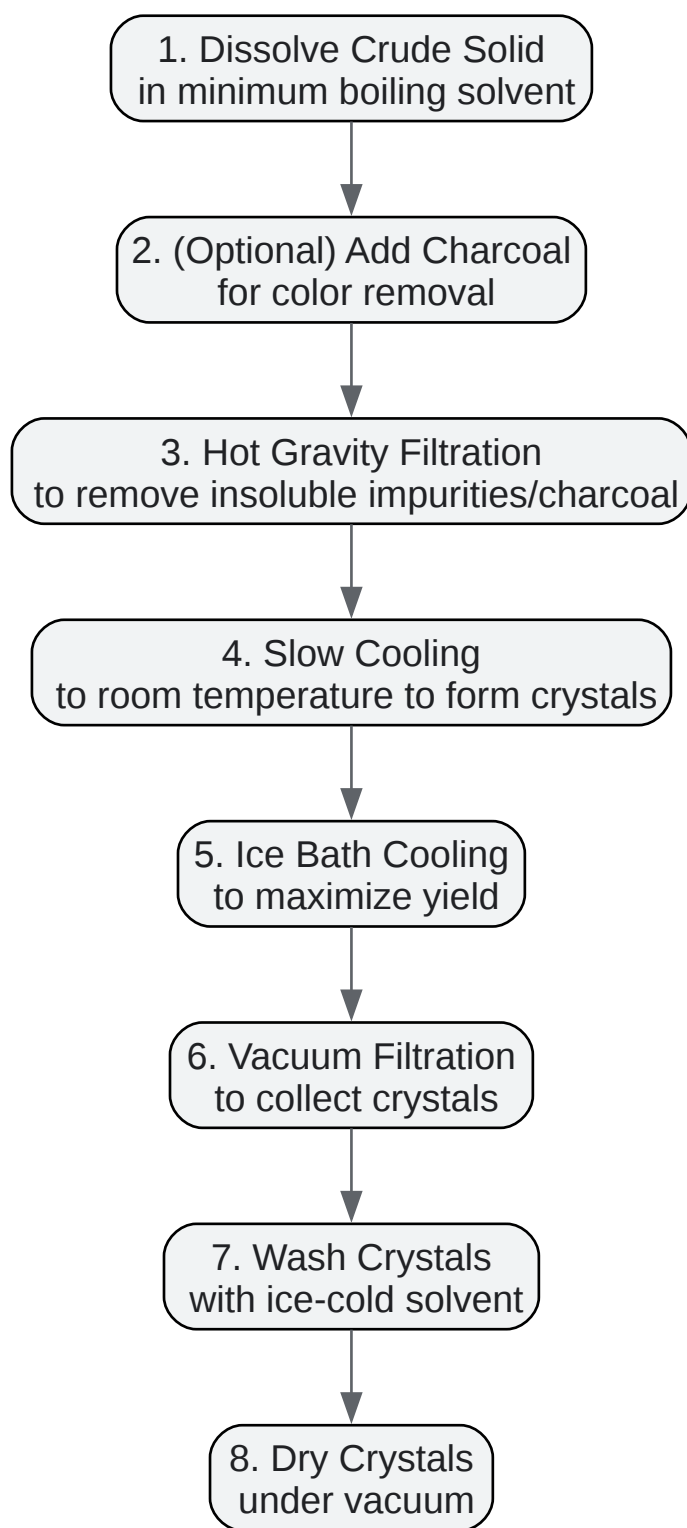 1. Dissolve Crude Solid
in minimum boiling solvent
2. (Optional) Add Charcoal
for color removal
3. Hot Gravity Filtration
to remove insoluble impurities/charcoal
4. Slow Cooling
to room temperature to form crystals
5. Ice Bath Cooling
to maximize yield
6. Vacuum Filtration
to collect crystals
7. Wash Crystals
with ice-cold solvent
8. Dry Crystals
under vacuum